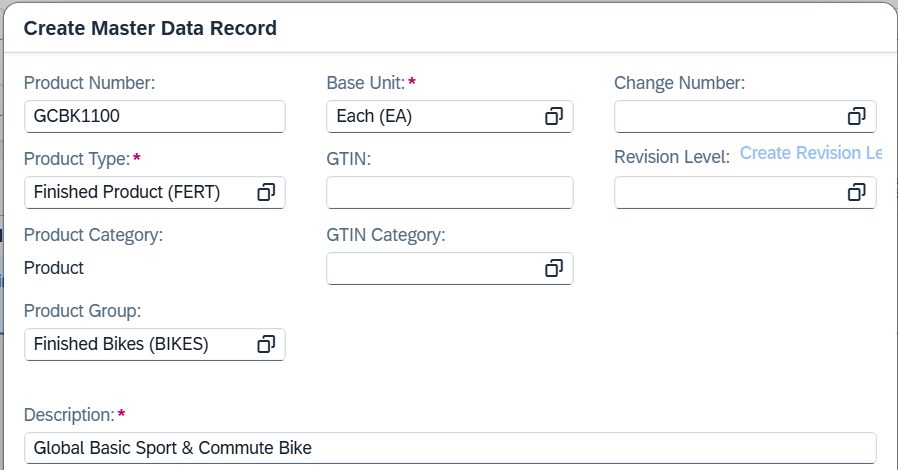 Create Master Data Record
Product Number:
GCBK1100
Product Type:*
Finished Product (FERT)
Product Category:
Product
Product Group:
Finished Bikes (BIKES)
Base Unit:*
Each (EA)
GTIN:
GTIN Category:
Change Number:
Revision Level: Create Revision Le
Description:*
Global Basic Sport & Commute Bike